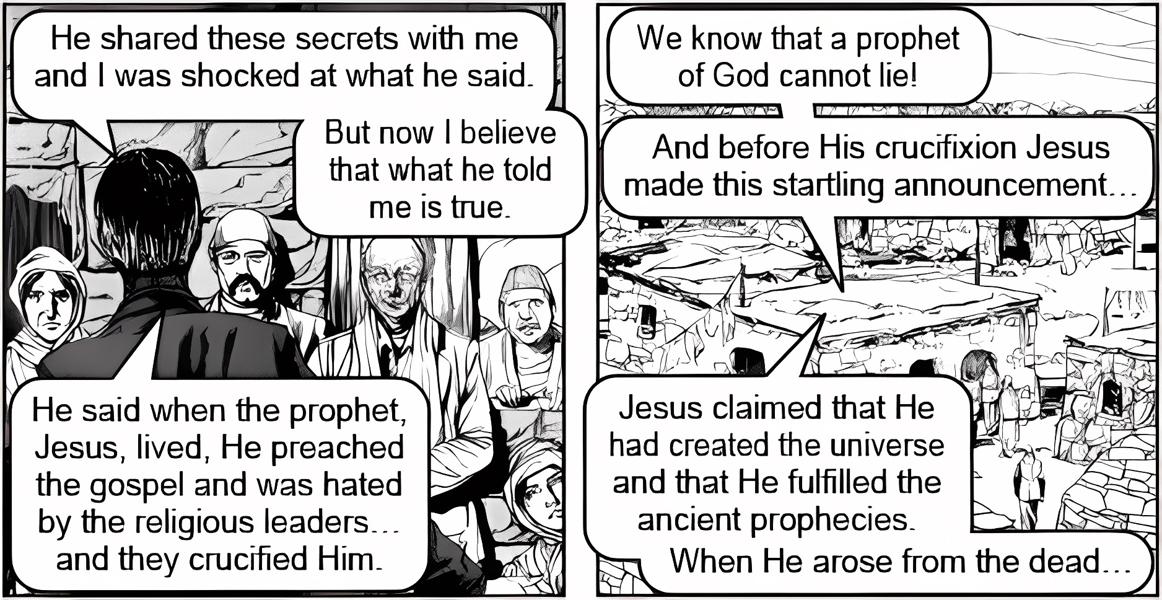 He shared these secrets with me
and I was shocked at what he said.
But now I believe
that what he told
me is true.
He said when the prophet,
Jesus, lived, He preached
the gospel and was hated
by the religious leaders...
and they crucified Him.
We know that a prophet
of God cannot lie!
And before His crucifixion Jesus
made this startling announcement...
Jesus claimed that He
had created the universe
and that He fulfilled the
ancient prophecies.
When He arose from the dead...